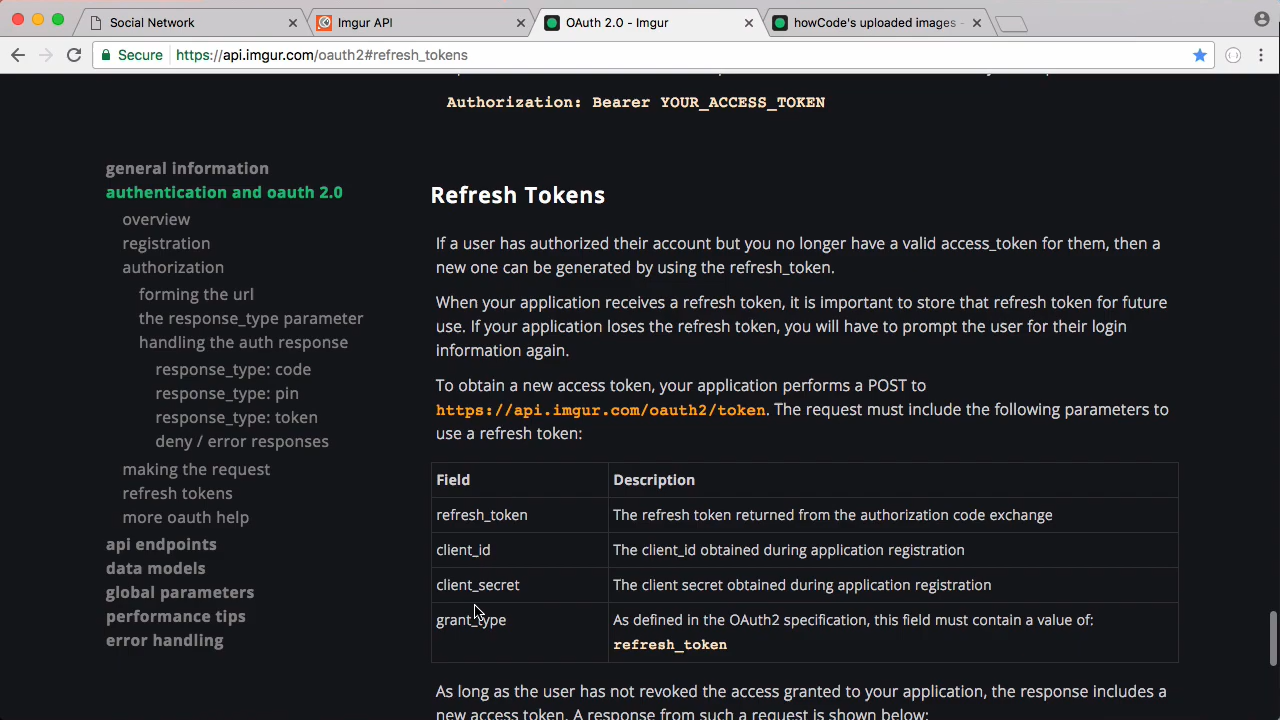 Social Network
Imgur API
OAuth 2.0 - Imgur
howCode's uploaded images -
Secure https://api.imgur.com/oauth2#refresh_tokens
Authorization: Bearer YOUR_ACCESS_TOKEN
general information
authentication and oauth 2.0
overview
registration
authorization
forming the url
the response_type parameter
handling the auth response
response_type: code
response_type: pin
response_type: token
deny / error responses
making the request
refresh tokens
more oauth help
api endpoints
data models
global parameters
performance tips
error handling
Refresh Tokens
If a user has authorized their account but you no longer have a valid access_token for them, then a
new one can be generated by using the refresh_token.
When your application receives a refresh token, it is important to store that refresh token for future
use. If your application loses the refresh token, you will have to prompt the user for their login
information again.
To obtain a new access token, your application performs a POST to
https://api.imgur.com/oauth2/token. The request must include the following parameters to
use a refresh token:
Field Description
refresh_token The refresh token returned from the authorization code exchange
client_id The client_id obtained during application registration
client_secret The client secret obtained during application registration
grant_type As defined in the OAuth2 specification, this field must contain a value of:
refresh_token
As long as the user has not revoked the access granted to your application, the response includes a
new access token. A response from such a request is shown below: